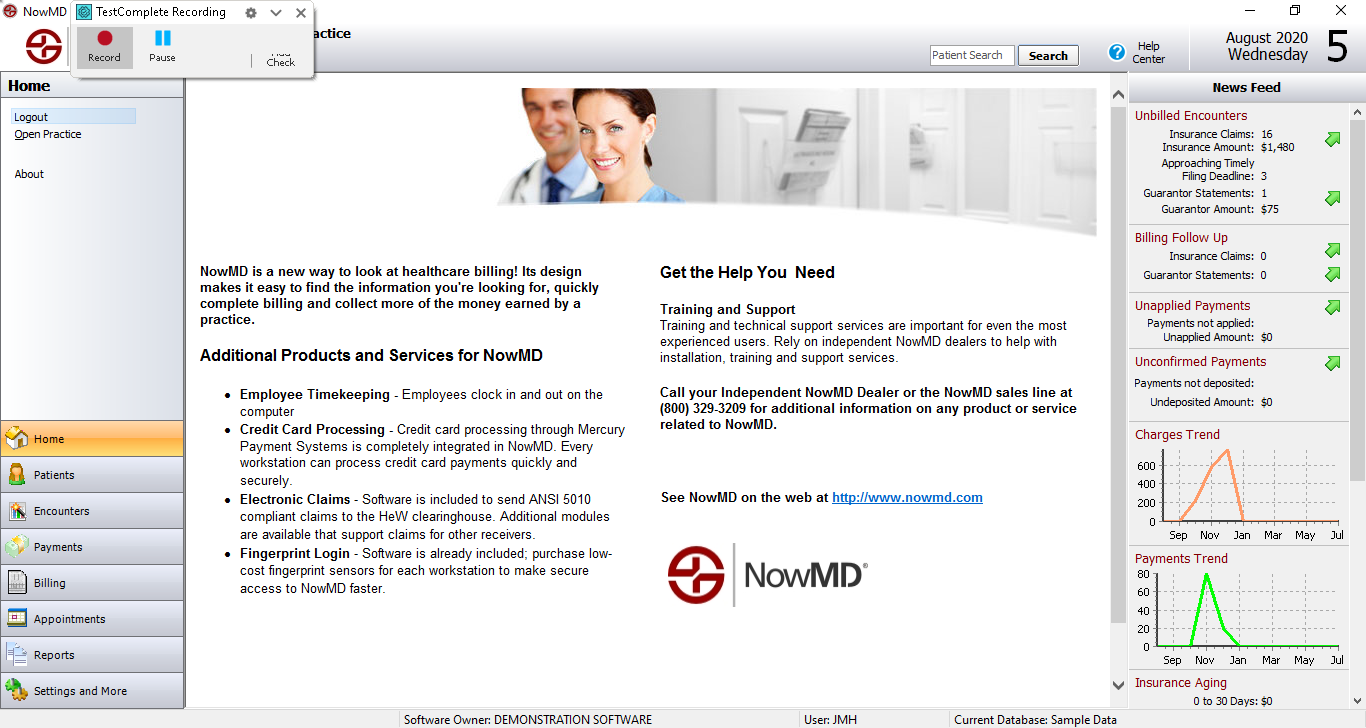 NowMD
TestComplete Recording
Record
Pause
Check
actice
Patient Search
Search
Help
Center
August 2020
Wednesday
5
Home
Logout
Open Practice
About
Home
Patients
Encounters
Payments
Billing
Appointments
Reports
Settings and More
NowMD is a new way to look at healthcare billing! Its design
makes it easy to find the information you're looking for, quickly
complete billing and collect more of the money earned by a
practice.
Additional Products and Services for NowMD
• Employee Timekeeping - Employees clock in and out on the
computer
• Credit Card Processing - Credit card processing through Mercury
Payment Systems is completely integrated in NowMD. Every
workstation can process credit card payments quickly and
securely.
• Electronic Claims - Software is included to send ANSI 5010
compliant claims to the HeW clearinghouse. Additional modules
are available that support claims for other receivers.
• Fingerprint Login - Software is already included; purchase low-
cost fingerprint sensors for each workstation to make secure
access to NowMD faster.
Get the Help You Need
Training and Support
Training and technical support services are important for even the most
experienced users. Rely on independent NowMD dealers to help with
installation, training and support services.
Call your Independent NowMD Dealer or the NowMD sales line at
(800) 329-3209 for additional information on any product or service
related to NowMD.
See NowMD on the web at http://www.nowmd.com
NowMD®
News Feed
Unbilled Encounters
Insurance Claims: 16
Insurance Amount: $1,480
Approaching Timely
Filing Deadline: 3
Guarantor Statements: 1
Guarantor Amount: $75
Billing Follow Up
Insurance Claims: 0
Guarantor Statements: 0
Unapplied Payments
Payments not applied:
Unapplied Amount: $0
Unconfirmed Payments
Payments not deposited:
Undeposited Amount: $0
Charges Trend
600
400
200
0
Sep Nov Jan Mar May Jul
Payments Trend
80
60
40
20
0
Sep Nov Jan Mar May Jul
Insurance Aging
0 to 30 Days: $0
Software Owner: DEMONSTRATION SOFTWARE
User: JMH
Current Database: Sample Data